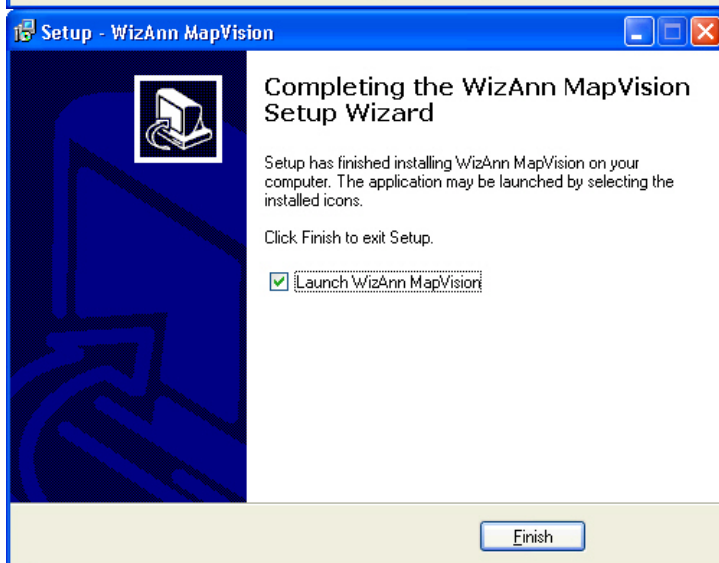 Setup - WizAnn MapVision
Completing the WizAnn MapVision
Setup Wizard
Setup has finished installing WizAnn MapVision on your
computer. The application may be launched by selecting the
installed icons.
Click Finish to exit Setup.
Launch WizAnn MapVision
Finish